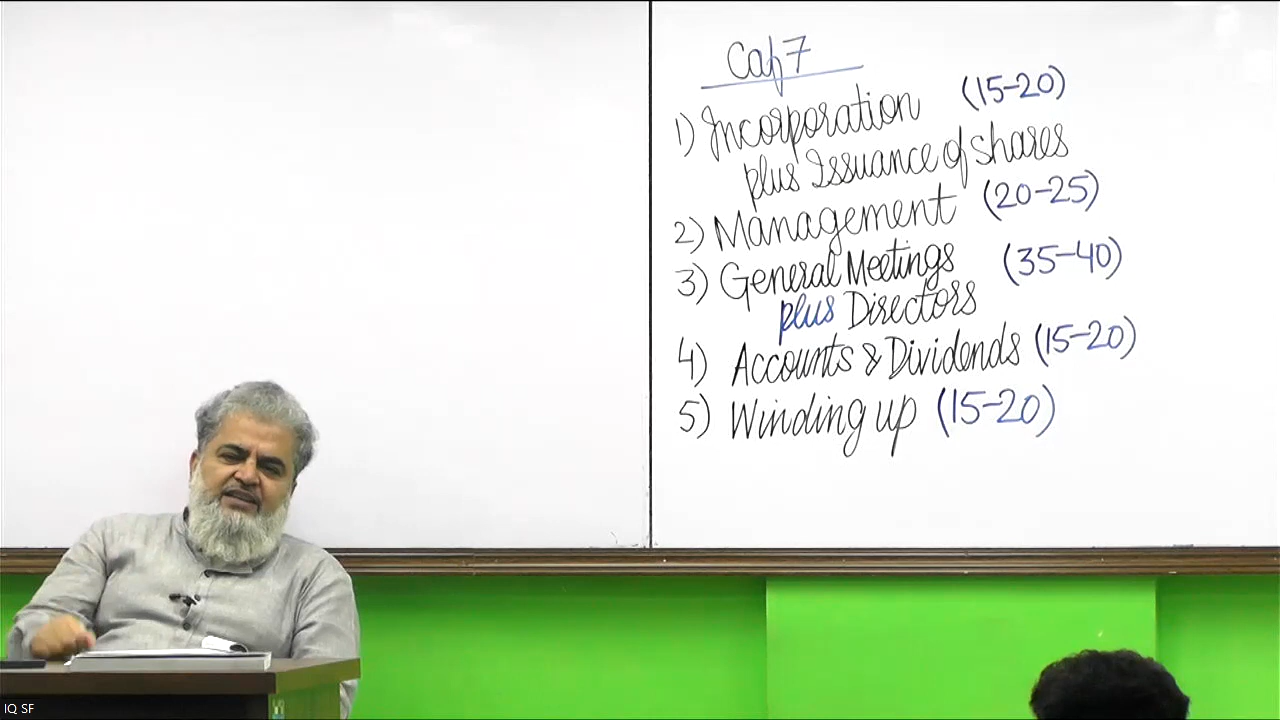 Caf 7
1) Incorporation (15-20)
plus Issuance of shares
2) Management (20-25)
3) General Meetings (35-40)
plus Directors
4) Accounts & Dividends (15-20)
5) Winding up (15-20)
IQ SF